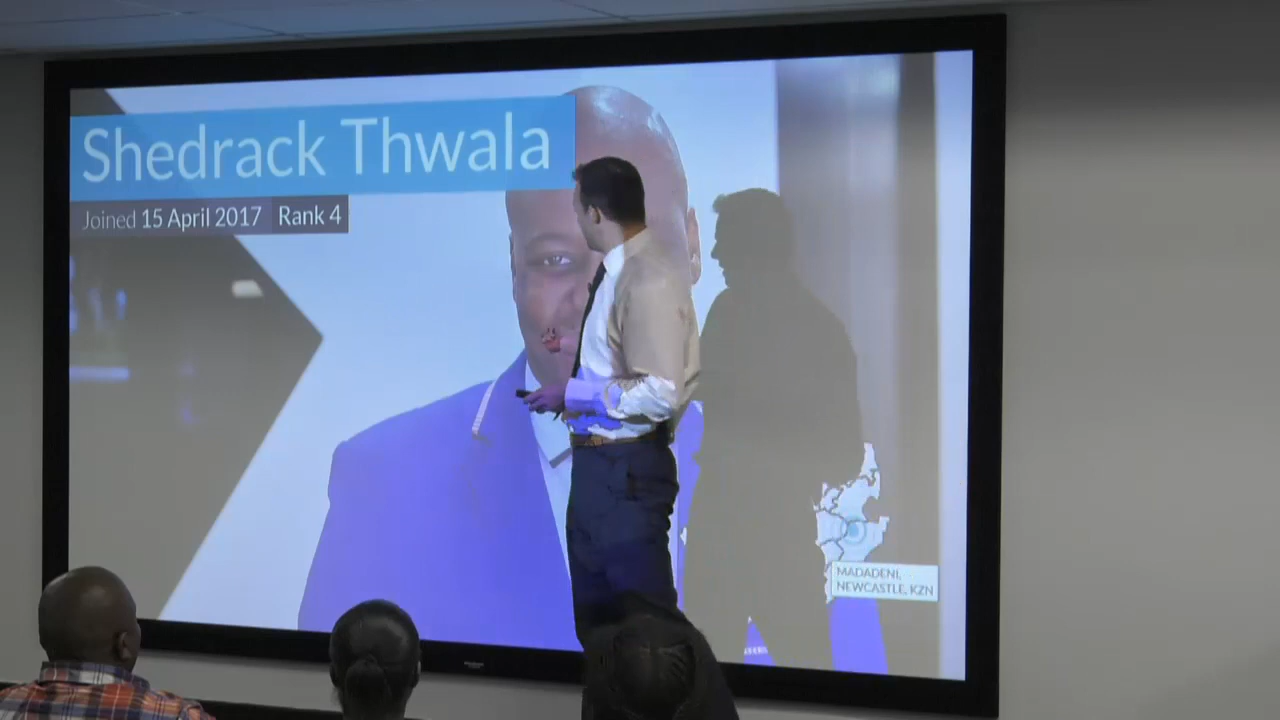 Shedrack Thwala
Joined 15 April 2017 Rank 4
MADADENI,
NEWCASTLE, KZN